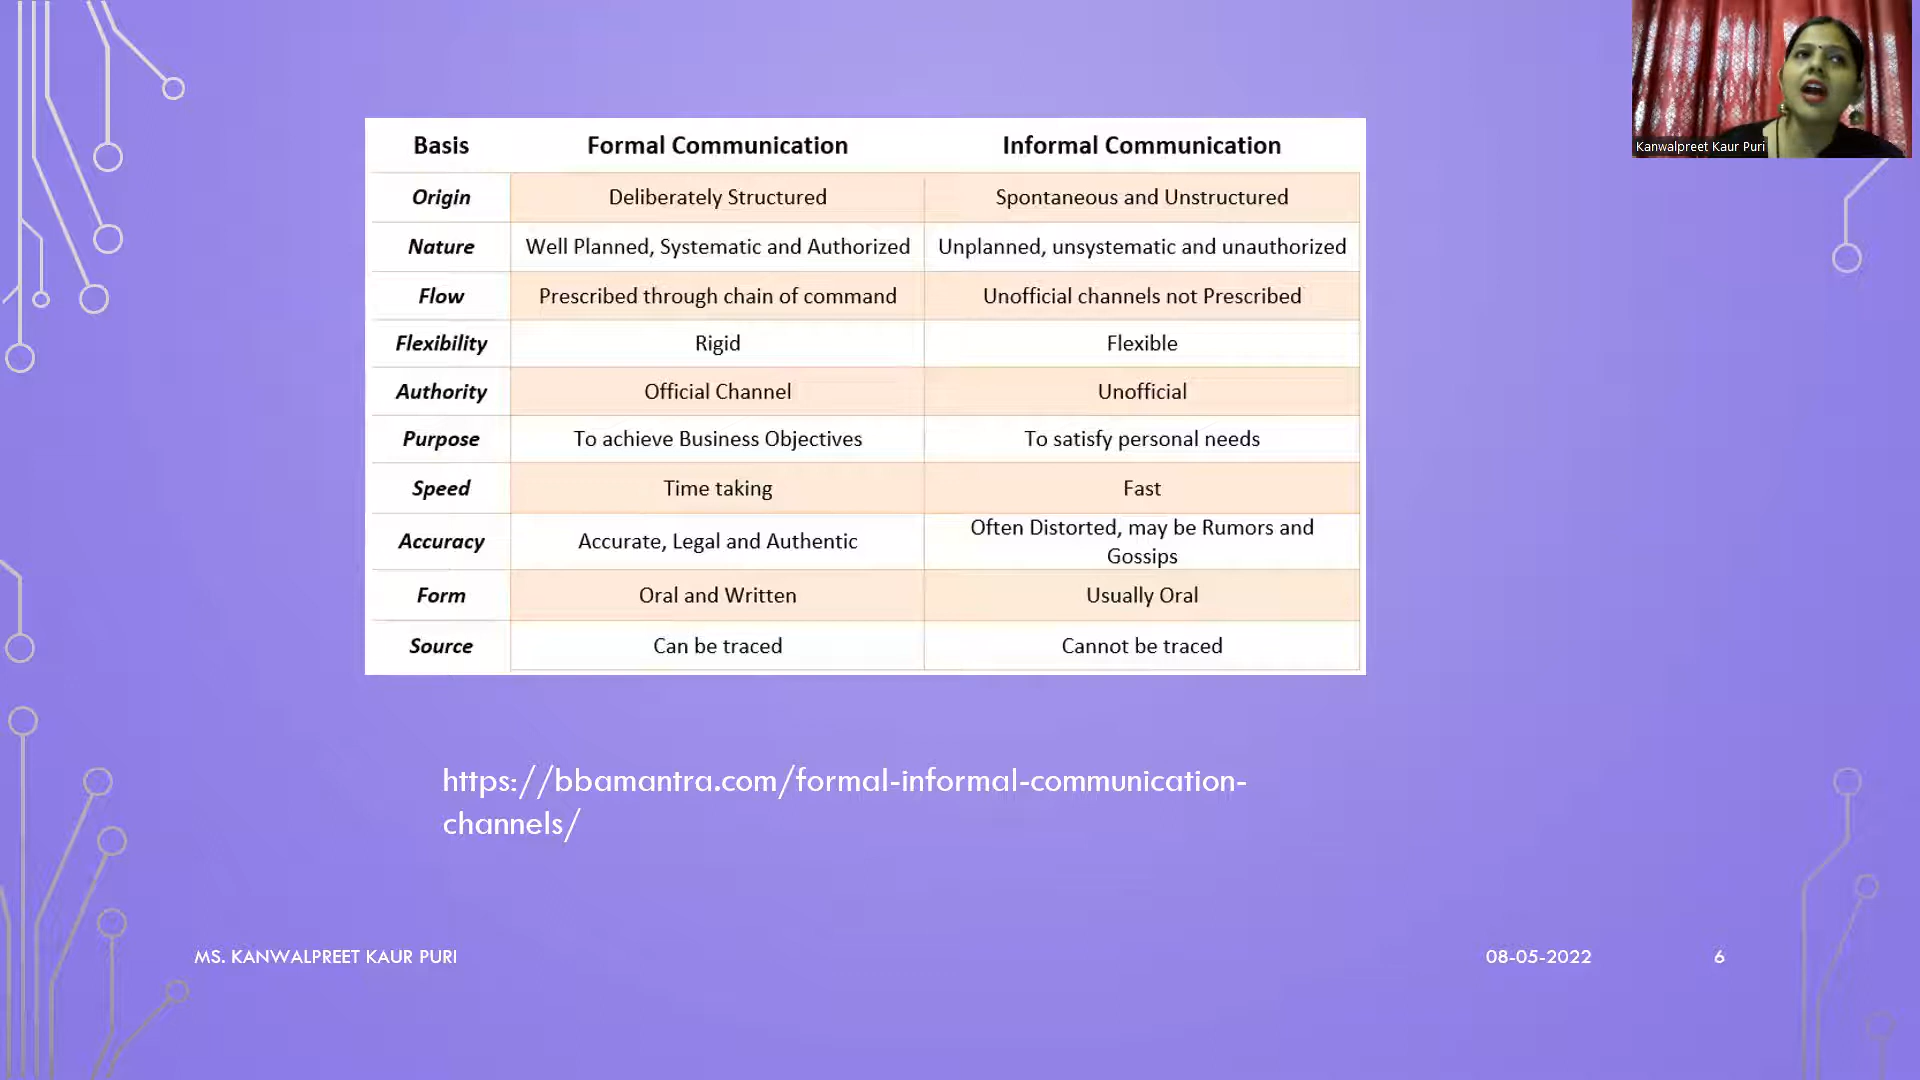 Kanwalpreet Kaur Puri
Basis Formal Communication Informal Communication
Origin Deliberately Structured Spontaneous and Unstructured
Nature Well Planned, Systematic and Authorized Unplanned, unsystematic and unauthorized
Flow Prescribed through chain of command Unofficial channels not Prescribed
Flexibility Rigid Flexible
Authority Official Channel Unofficial
Purpose To achieve Business Objectives To satisfy personal needs
Speed Time taking Fast
Accuracy Accurate, Legal and Authentic Often Distorted, may be Rumors and
Gossips
Form Oral and Written Usually Oral
Source Can be traced Cannot be traced
https://bbamantra.com/formal-informal-communication-
channels/
MS. KANWALPREET KAUR PURI 08-05-2022 6